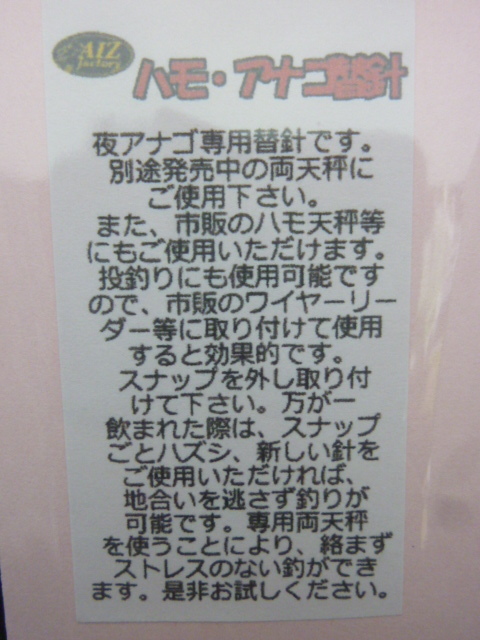 AIZ
factory
ハモ・アナゴ替針
夜アナゴ専用替針です。
別途発売中の両天秤に
ご使用下さい。
また、市販のハモ天秤等
にもご使用いただけます。
投釣りにも使用可能です
ので、市販のワイヤーリー
ダー等に取り付けて使用
すると効果的です。
スナップを外し取り付
けて下さい。万が一
飲まれた際は、スナップ
ごとハズシ、新しい針を
ご使用いただければ、
地合いを逃さず釣りが
可能です。専用両天秤
を使うことにより、絡まず
ストレスのない釣ができ
ます。是非お試しください。